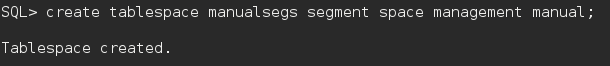 SQL> create tablespace manualsegs segment space management manual;
Tablespace created.